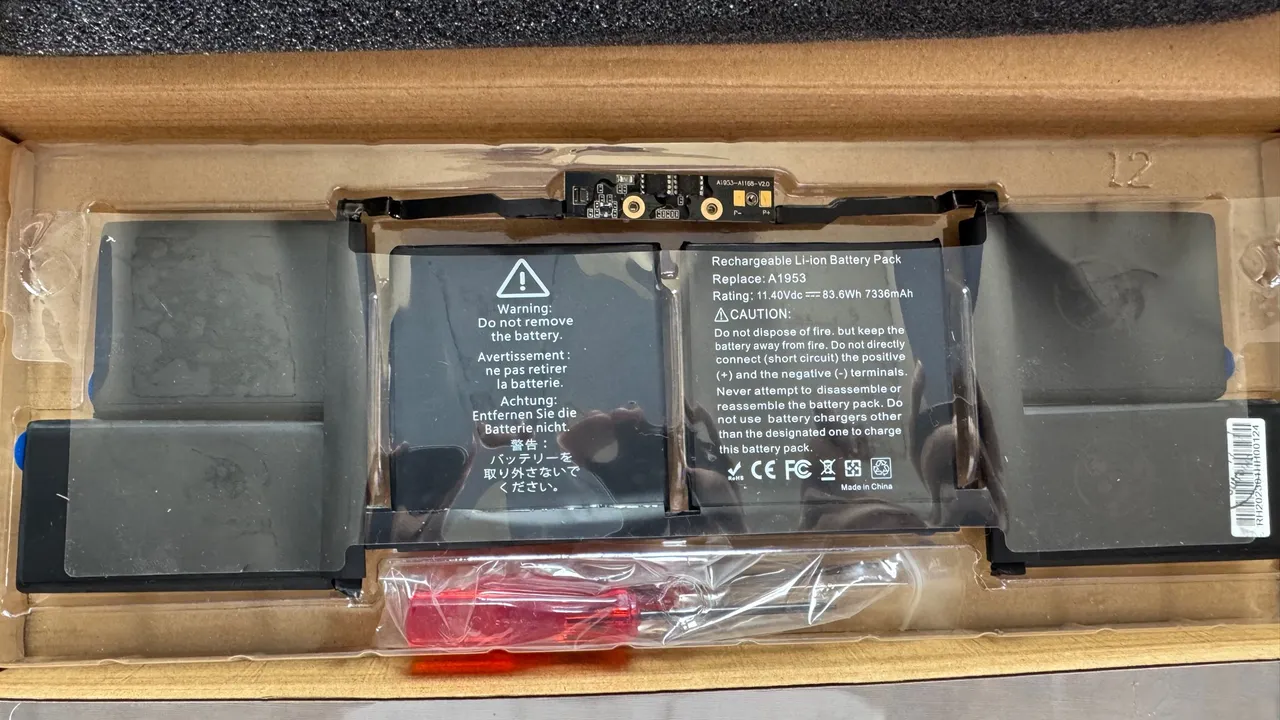 12
A1953-A1168-V2.0
P-
P+
Warning:
Do not remove
the battery.
Avertissement :
ne pas retirer
la batterie.
Achtung:
Entfernen Sie die
Batterie nicht.
警告：
バッテリーを
取り外さないで
ください。
Rechargeable Li-ion Battery Pack
Replace: A1953
Rating: 11.40Vdc ⎓ 83.6Wh 7336mAh
⚠CAUTION:
Do not dispose of fire. but keep the
battery away from fire. Do not directly
connect (short circuit) the positive
(+) and the negative (-) terminals.
Never attempt to disassemble or
reassemble the battery pack. Do
not use battery chargers other
than the designated one to charge
this battery pack.
RoHS CE FC
Made in China